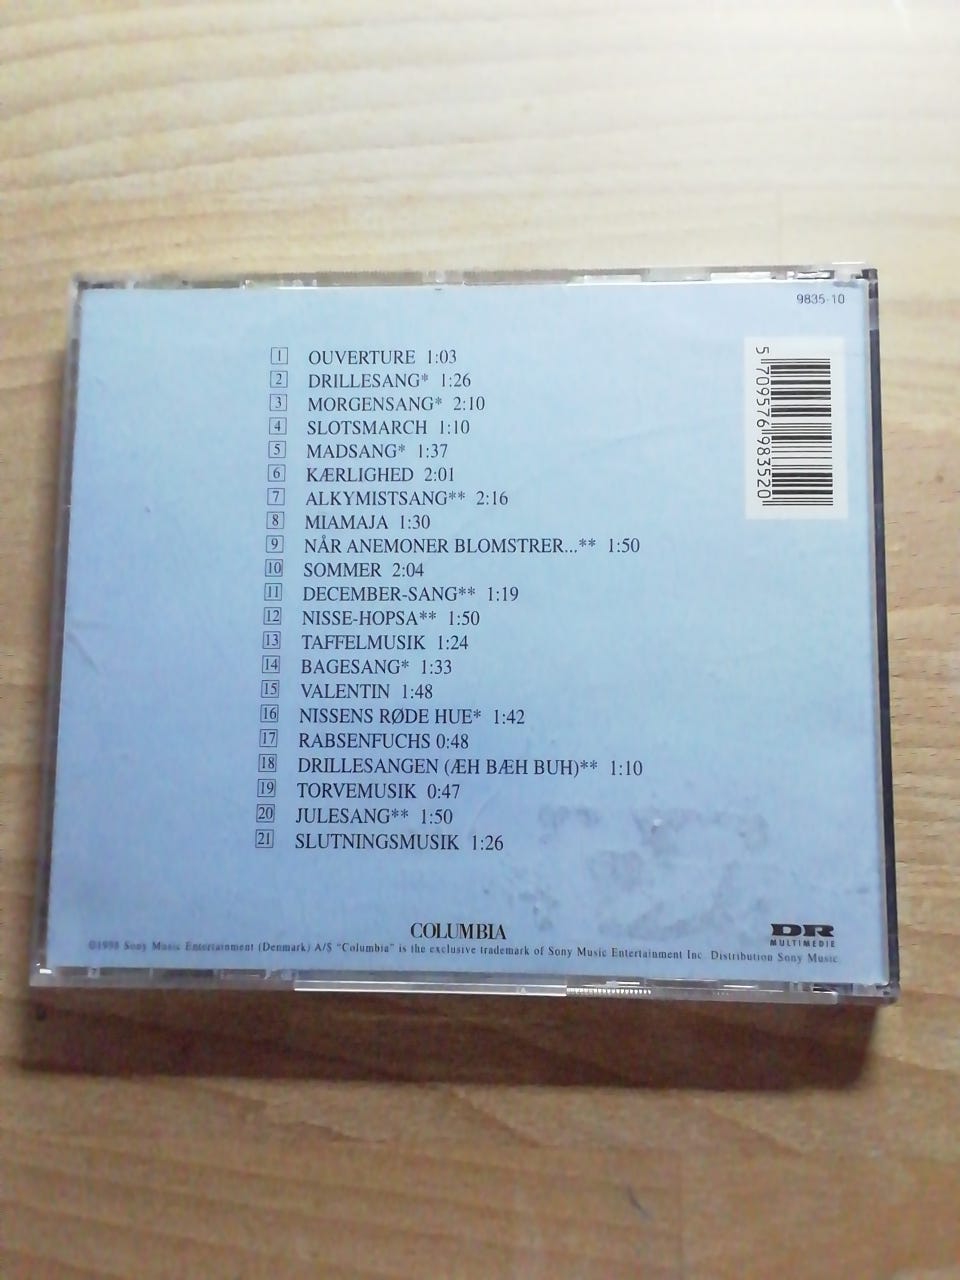 9835-10
1 OUVERTURE 1:03
2 DRILLESANG* 1:26
3 MORGENSANG* 2:10
4 SLOTSMARCH 1:10
5 MADSANG* 1:37
6 KÆRLIGHED 2:01
7 ALKYMISTSANG** 2:16
8 MIAMAJA 1:30
9 NÅR ANEMONER BLOMSTRER...** 1:50
10 SOMMER 2:04
11 DECEMBER-SANG** 1:19
12 NISSE-HOPSA** 1:50
13 TAFFELMUSIK 1:24
14 BAGESANG* 1:33
15 VALENTIN 1:48
16 NISSENS RØDE HUE* 1:42
17 RABSENFUCHS 0:48
18 DRILLESANGEN (ÆH BÆH BUH)** 1:10
19 TORVEMUSIK 0:47
20 JULESANG** 1:50
21 SLUTNINGSMUSIK 1:26
5 709576 983520
COLUMBIA
DR
MULTIMEDIE
©1998 Sony Music Entertainment (Denmark) A/S "Columbia" is the exclusive trademark of Sony Music Entertainment Inc. Distribution Sony Music